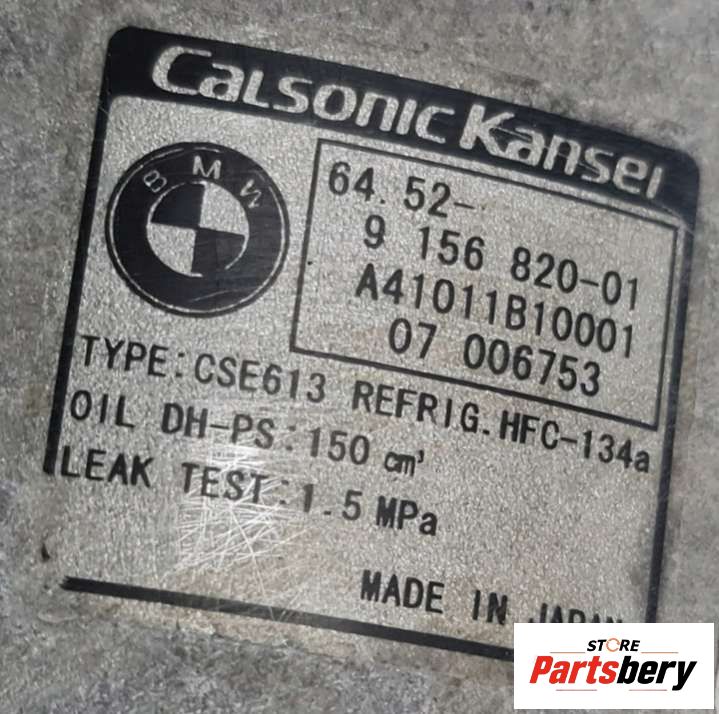 Calsonic Kansei
BMW
64.52-
9 156 820-01
A41011B10001
07 006753
TYPE:CSE613 REFRIG.HFC-134a
OIL DH-PS:150 cm³
LEAK TEST:1.5 MPa
MADE IN JAPAN
STORE
Partsbery